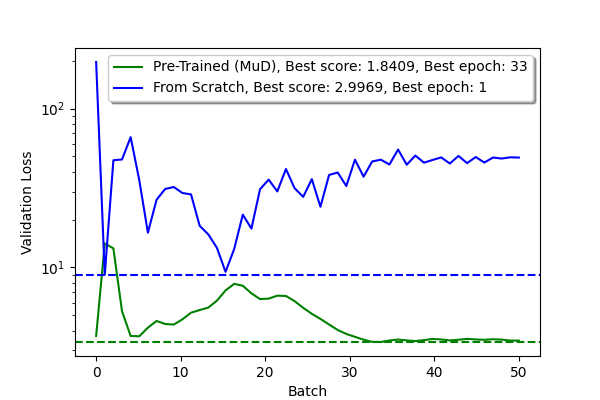 Pre-Trained (MuD), Best score: 1.8409, Best epoch: 33
From Scratch, Best score: 2.9969, Best epoch: 1
Validation Loss
10²
10¹
0 10 20 30 40 50
Batch